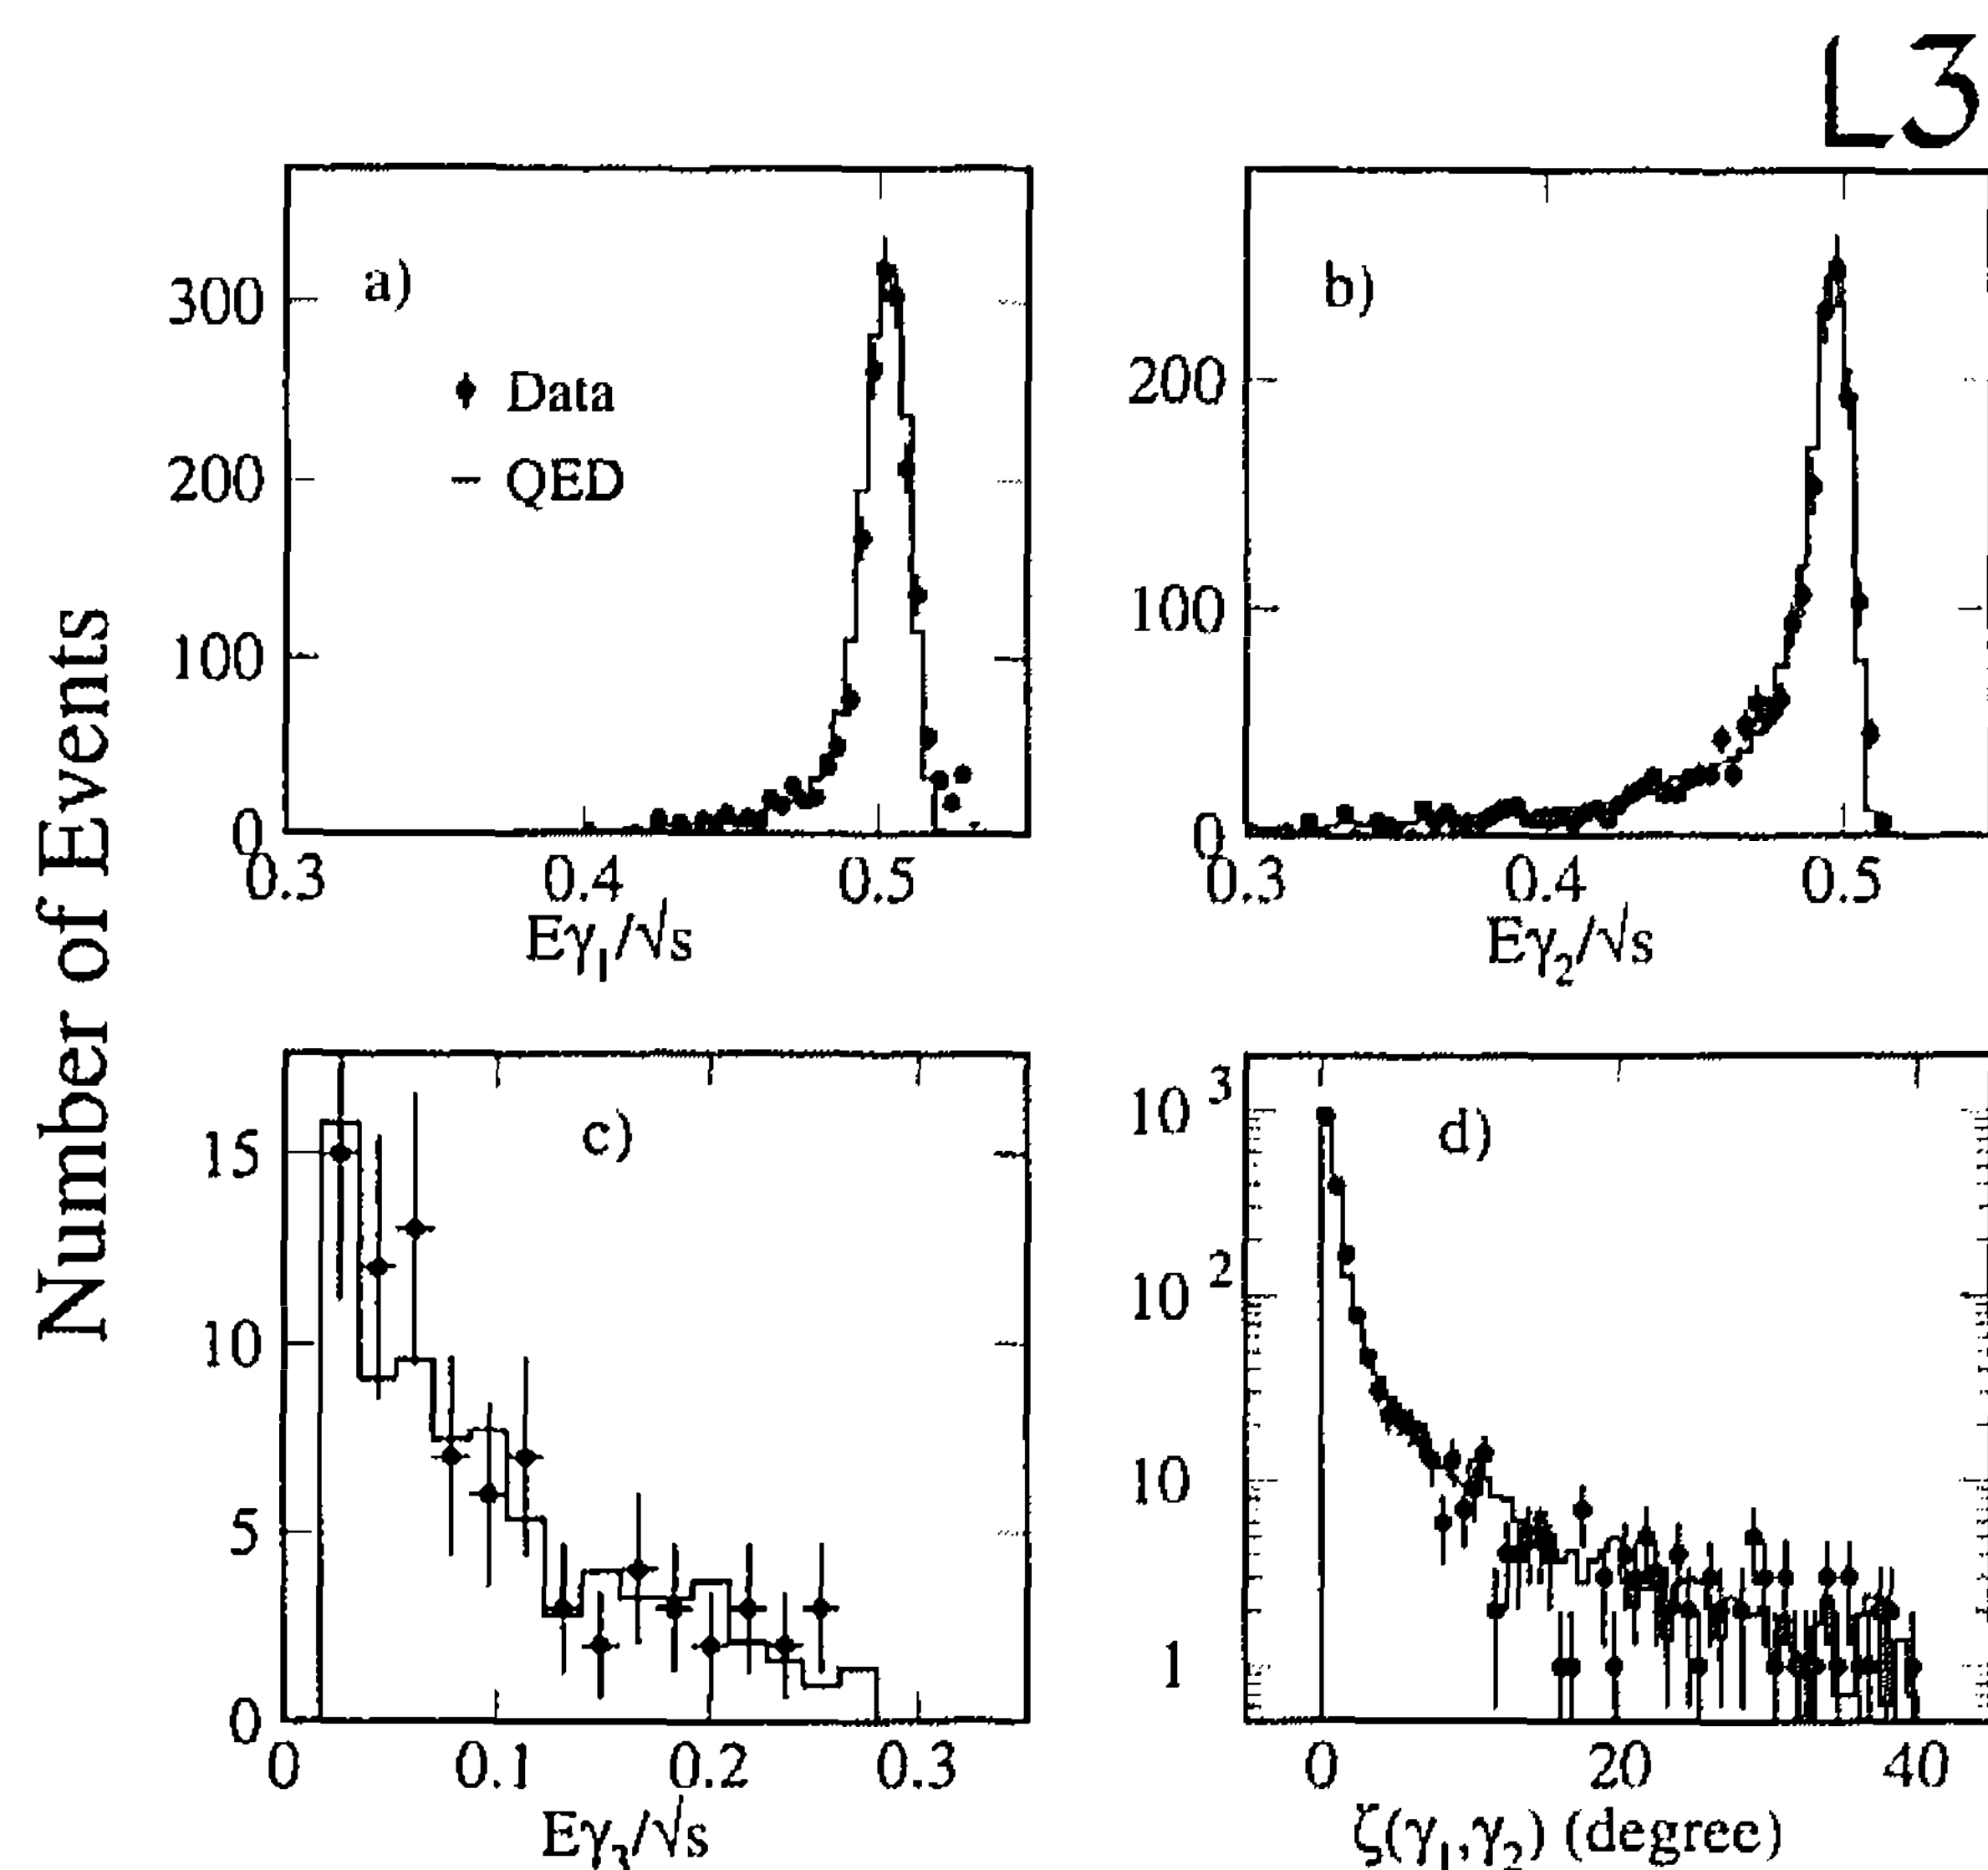 L3
Number of Events
a)
Data
QED
300
200
100
0
0.3 0.4 0.5
Eγ1/√s
b)
200
100
0
0.3 0.4 0.5
Eγ2/√s
c)
15
10
5
0
0 0.1 0.2 0.3
Eγ3/√s
d)
10 3
10 2
10
1
0 20 40
ζ(γ1,γ2) (degree)